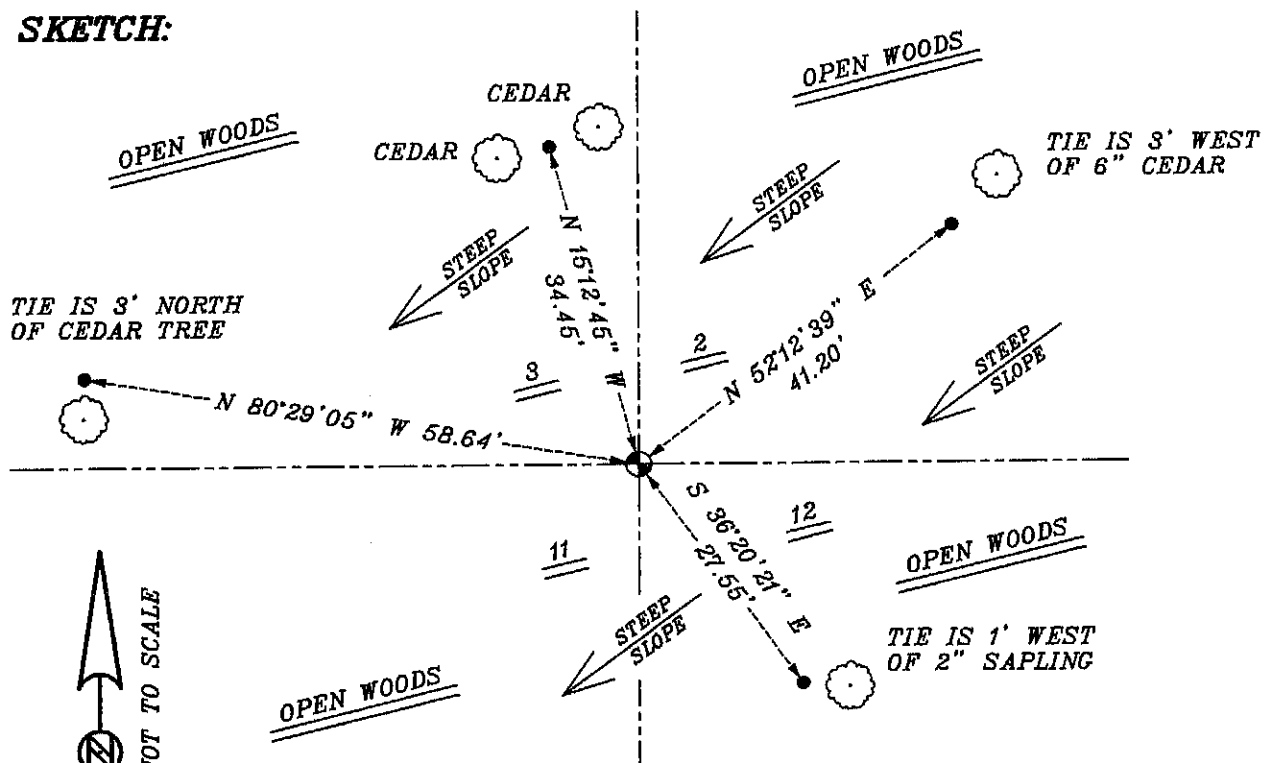 SKETCH:
OPEN WOODS
CEDAR
CEDAR
OPEN WOODS
TIE IS 3' WEST
OF 6" CEDAR
STEEP
SLOPE
STEEP
SLOPE
N 15°12'45" W
34.45'
N 52°12'39" E
41.20'
STEEP
SLOPE
TIE IS 3' NORTH
OF CEDAR TREE
3
2
N 80°29'05" W 58.64'
S 36°20'21" E
27.55'
11
12
OPEN WOODS
STEEP
SLOPE
TIE IS 1' WEST
OF 2" SAPLING
OPEN WOODS
N
NOT TO SCALE